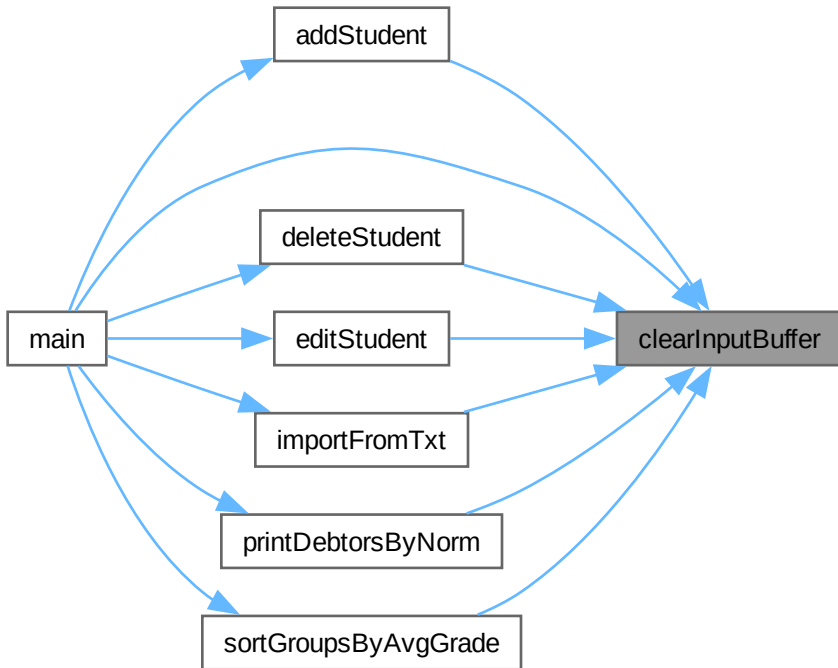 addStudent
deleteStudent
main
editStudent
clearInputBuffer
importFromTxt
printDebtorsByNorm
sortGroupsByAvgGrade